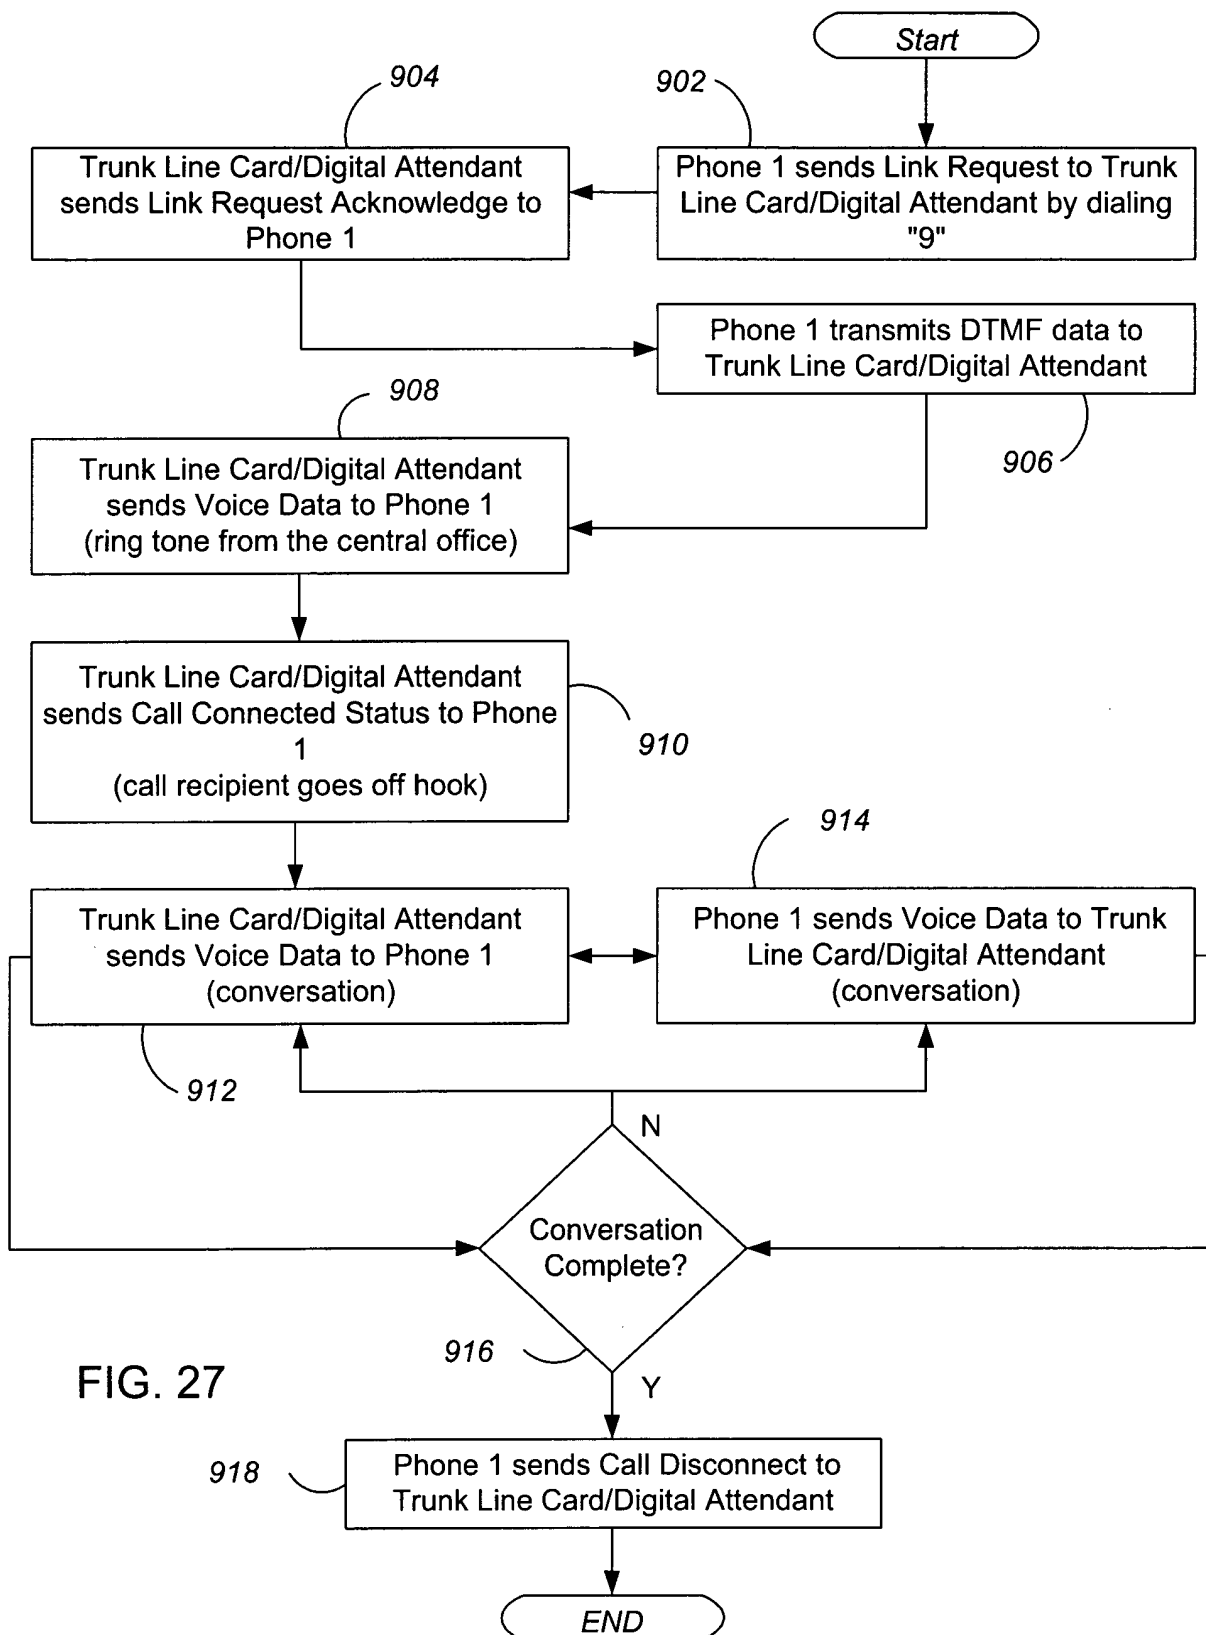 Start
904
902
Trunk Line Card/Digital Attendant
sends Link Request Acknowledge to
Phone 1
Phone 1 sends Link Request to Trunk
Line Card/Digital Attendant by dialing
"9"
Phone 1 transmits DTMF data to
Trunk Line Card/Digital Attendant
906
908
Trunk Line Card/Digital Attendant
sends Voice Data to Phone 1
(ring tone from the central office)
Trunk Line Card/Digital Attendant
sends Call Connected Status to Phone
1
(call recipient goes off hook)
910
914
Trunk Line Card/Digital Attendant
sends Voice Data to Phone 1
(conversation)
Phone 1 sends Voice Data to Trunk
Line Card/Digital Attendant
(conversation)
912
N
Conversation
Complete?
916
Y
FIG. 27
918
Phone 1 sends Call Disconnect to
Trunk Line Card/Digital Attendant
END